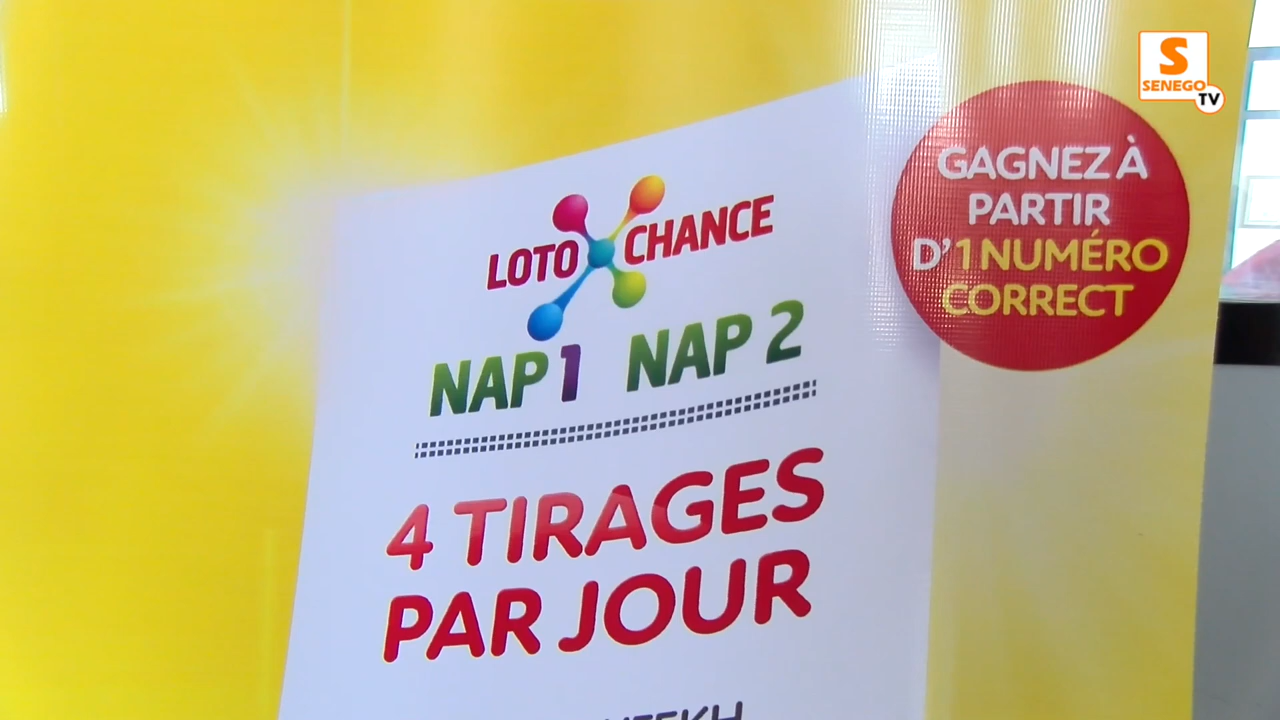 S
SENEGO
TV
GAGNEZ À
PARTIR
D'1 NUMÉRO
CORRECT
LOTO CHANCE
NAP 1 NAP 2
4 TIRAGES
PAR JOUR